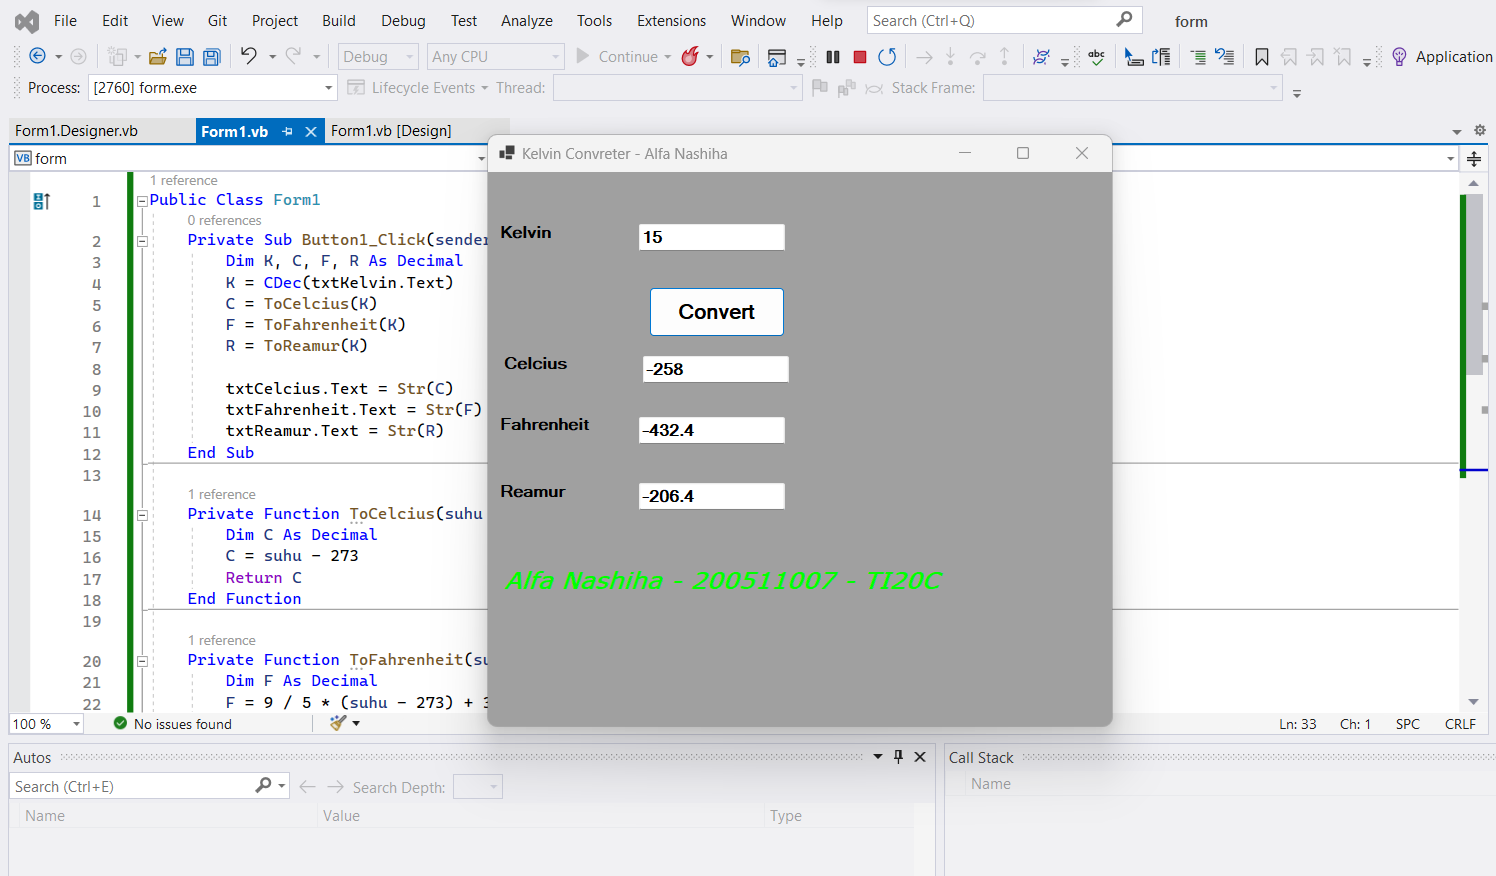 File Edit View Git Project Build Debug Test Analyze Tools Extensions Window Help Search (Ctrl+Q) form
Debug Any CPU Continue abc Application
Process: [2760] form.exe Lifecycle Events Thread: Stack Frame:
Form1.Designer.vb Form1.vb Form1.vb [Design]
VB form
1 reference
1 Public Class Form1
0 references
2 Private Sub Button1_Click(sender
3 Dim K, C, F, R As Decimal
4 K = CDec(txtKelvin.Text)
5 C = ToCelcius(K)
6 F = ToFahrenheit(K)
7 R = ToReamur(K)
8
9 txtCelcius.Text = Str(C)
10 txtFahrenheit.Text = Str(F)
11 txtReamur.Text = Str(R)
12 End Sub
13
1 reference
14 Private Function ToCelcius(suhu
15 Dim C As Decimal
16 C = suhu - 273
17 Return C
18 End Function
19
1 reference
20 Private Function ToFahrenheit(su
21 Dim F As Decimal
22 F = 9 / 5 * (suhu - 273) + 3
Kelvin Convreter - Alfa Nashiha
Kelvin 15
Convert
Celcius -258
Fahrenheit -432.4
Reamur -206.4
Alfa Nashiha - 200511007 - TI20C
100 % No issues found Ln: 33 Ch: 1 SPC CRLF
Autos
Search (Ctrl+E) Search Depth:
Name Value Type
Call Stack
Name